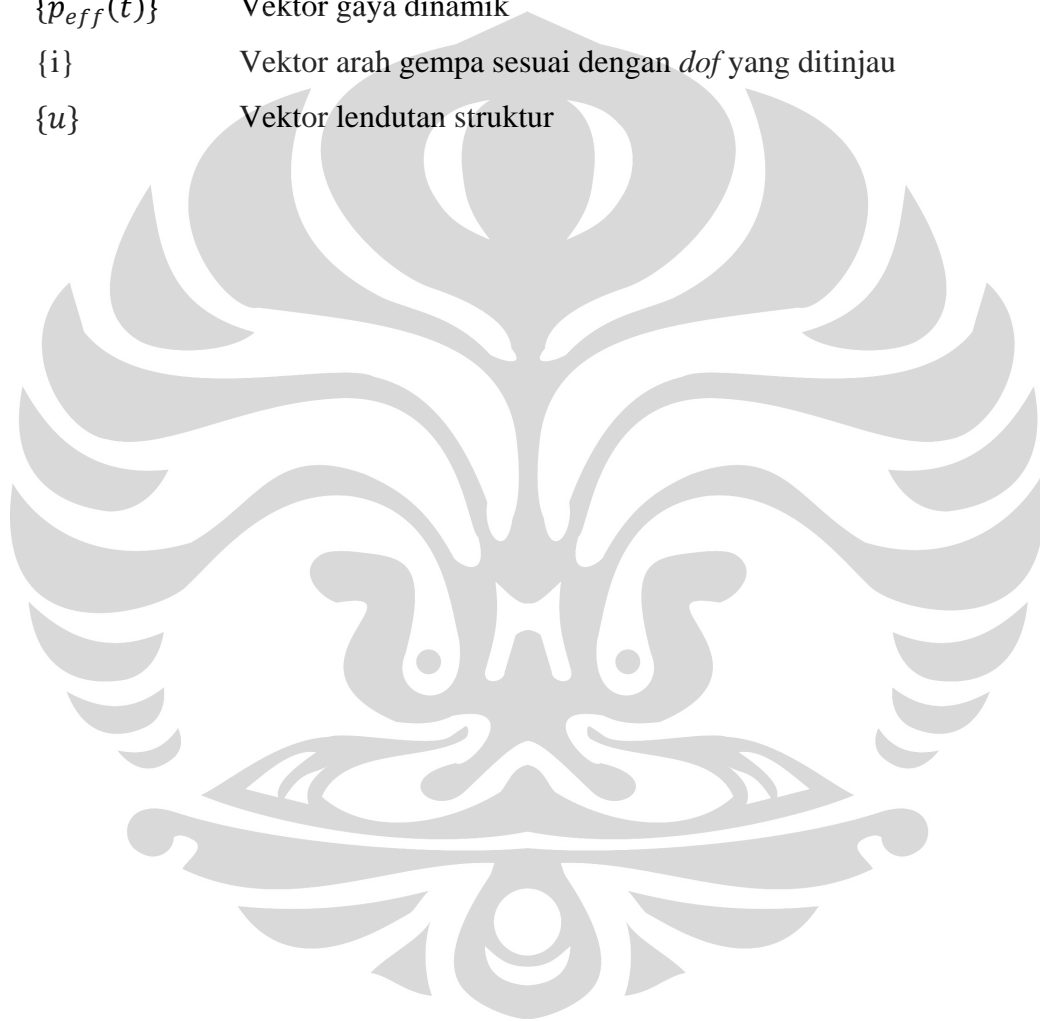 {p_eff(t)} Vektor gaya dinamik
{i} Vektor arah gempa sesuai dengan dof yang ditinjau
{u} Vektor lendutan struktur